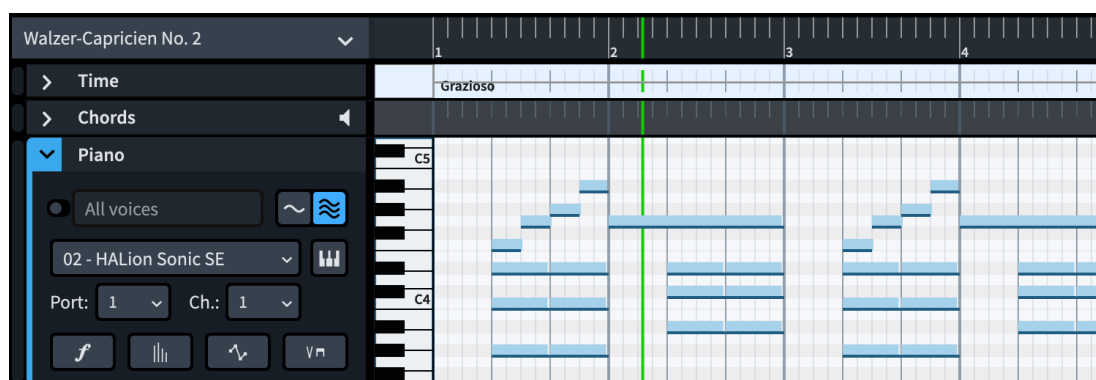 Walzer-Capricien No. 2
1 2 3 4
Time
Grazioso
Chords
Piano
C5
All voices
02 - HALion Sonic SE
Port: 1 Ch.: 1
C4
f
V